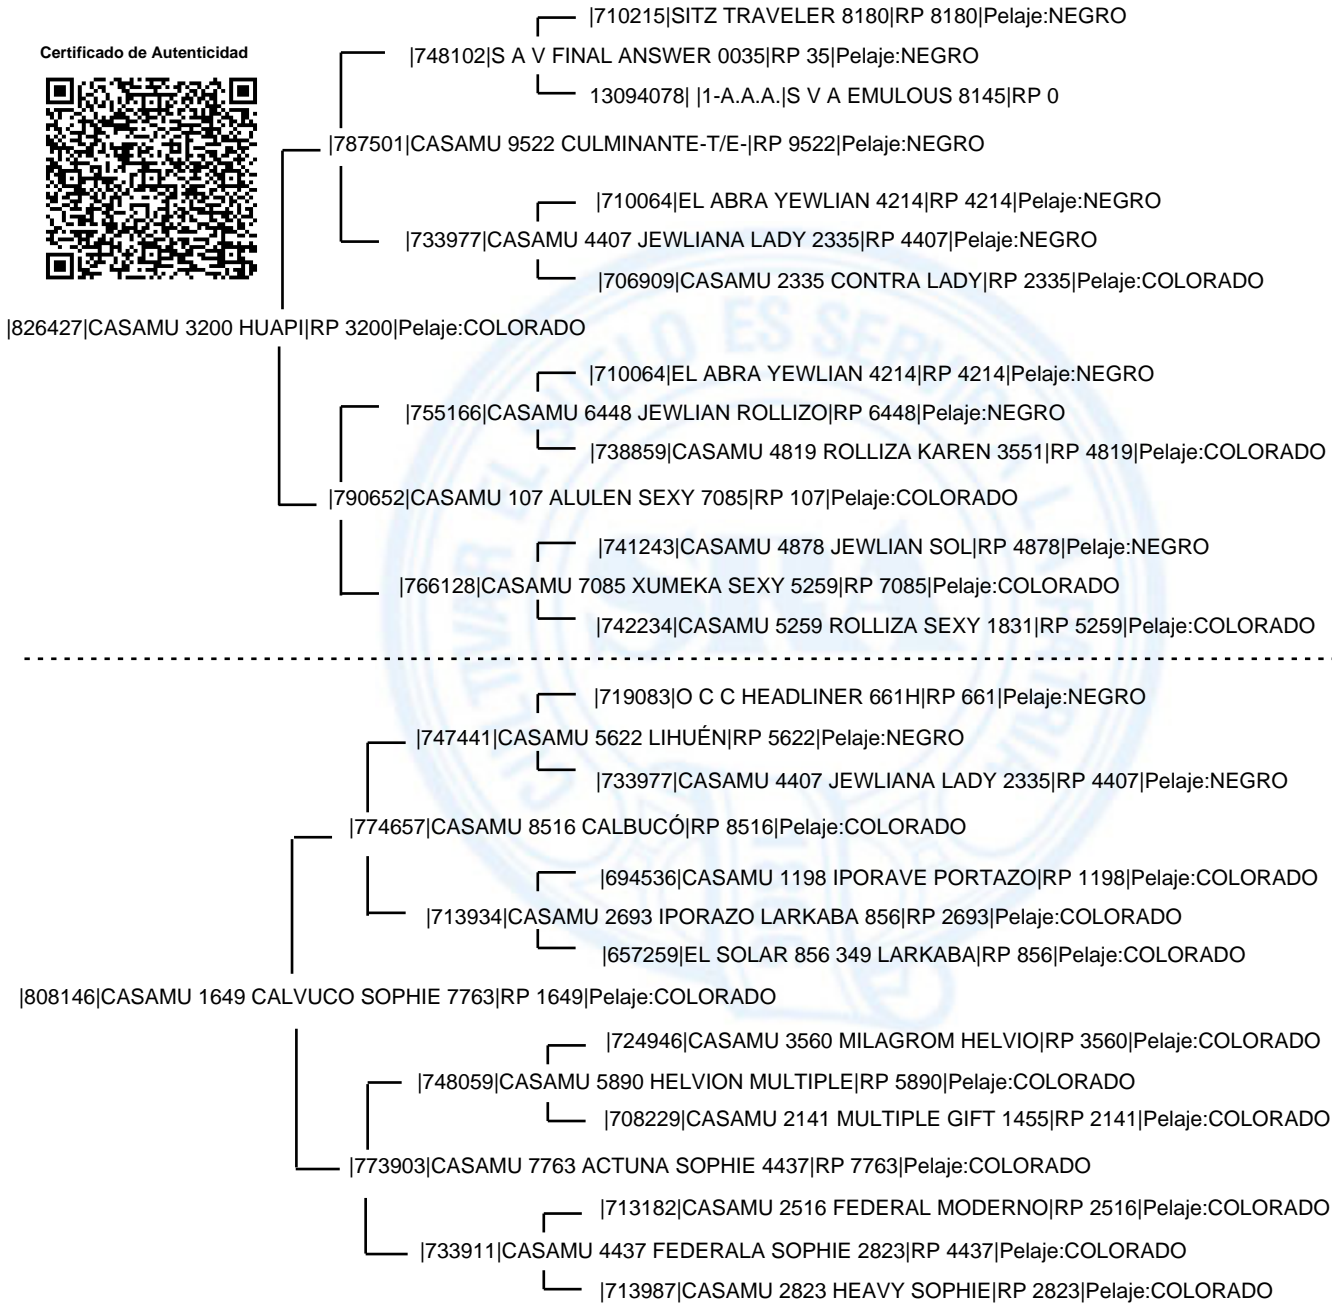 |710215|SITZ TRAVELER 8180|RP 8180|Pelaje:NEGRO
Certificado de Autenticidad
|748102|S A V FINAL ANSWER 0035|RP 35|Pelaje:NEGRO
13094078| |1-A.A.A.|S V A EMULOUS 8145|RP 0
|787501|CASAMU 9522 CULMINANTE-T/E-|RP 9522|Pelaje:NEGRO
|710064|EL ABRA YEWLIAN 4214|RP 4214|Pelaje:NEGRO
|733977|CASAMU 4407 JEWLIANA LADY 2335|RP 4407|Pelaje:NEGRO
|706909|CASAMU 2335 CONTRA LADY|RP 2335|Pelaje:COLORADO
|826427|CASAMU 3200 HUAPI|RP 3200|Pelaje:COLORADO
|710064|EL ABRA YEWLIAN 4214|RP 4214|Pelaje:NEGRO
|755166|CASAMU 6448 JEWLIAN ROLLIZO|RP 6448|Pelaje:NEGRO
|738859|CASAMU 4819 ROLLIZA KAREN 3551|RP 4819|Pelaje:COLORADO
|790652|CASAMU 107 ALULEN SEXY 7085|RP 107|Pelaje:COLORADO
|741243|CASAMU 4878 JEWLIAN SOL|RP 4878|Pelaje:NEGRO
|766128|CASAMU 7085 XUMEKA SEXY 5259|RP 7085|Pelaje:COLORADO
|742234|CASAMU 5259 ROLLIZA SEXY 1831|RP 5259|Pelaje:COLORADO
|719083|O C C HEADLINER 661H|RP 661|Pelaje:NEGRO
|747441|CASAMU 5622 LIHUÉN|RP 5622|Pelaje:NEGRO
|733977|CASAMU 4407 JEWLIANA LADY 2335|RP 4407|Pelaje:NEGRO
|774657|CASAMU 8516 CALBUCÓ|RP 8516|Pelaje:COLORADO
|694536|CASAMU 1198 IPORAVE PORTAZO|RP 1198|Pelaje:COLORADO
|713934|CASAMU 2693 IPORAZO LARKABA 856|RP 2693|Pelaje:COLORADO
|657259|EL SOLAR 856 349 LARKABA|RP 856|Pelaje:COLORADO
|808146|CASAMU 1649 CALVUCO SOPHIE 7763|RP 1649|Pelaje:COLORADO
|724946|CASAMU 3560 MILAGROM HELVIO|RP 3560|Pelaje:COLORADO
|748059|CASAMU 5890 HELVION MULTIPLE|RP 5890|Pelaje:COLORADO
|708229|CASAMU 2141 MULTIPLE GIFT 1455|RP 2141|Pelaje:COLORADO
|773903|CASAMU 7763 ACTUNA SOPHIE 4437|RP 7763|Pelaje:COLORADO
|713182|CASAMU 2516 FEDERAL MODERNO|RP 2516|Pelaje:COLORADO
|733911|CASAMU 4437 FEDERALA SOPHIE 2823|RP 4437|Pelaje:COLORADO
|713987|CASAMU 2823 HEAVY SOPHIE|RP 2823|Pelaje:COLORADO
CULTIVAR EL SUELO ES SERVIR A LA PATRIA
SRA
1866